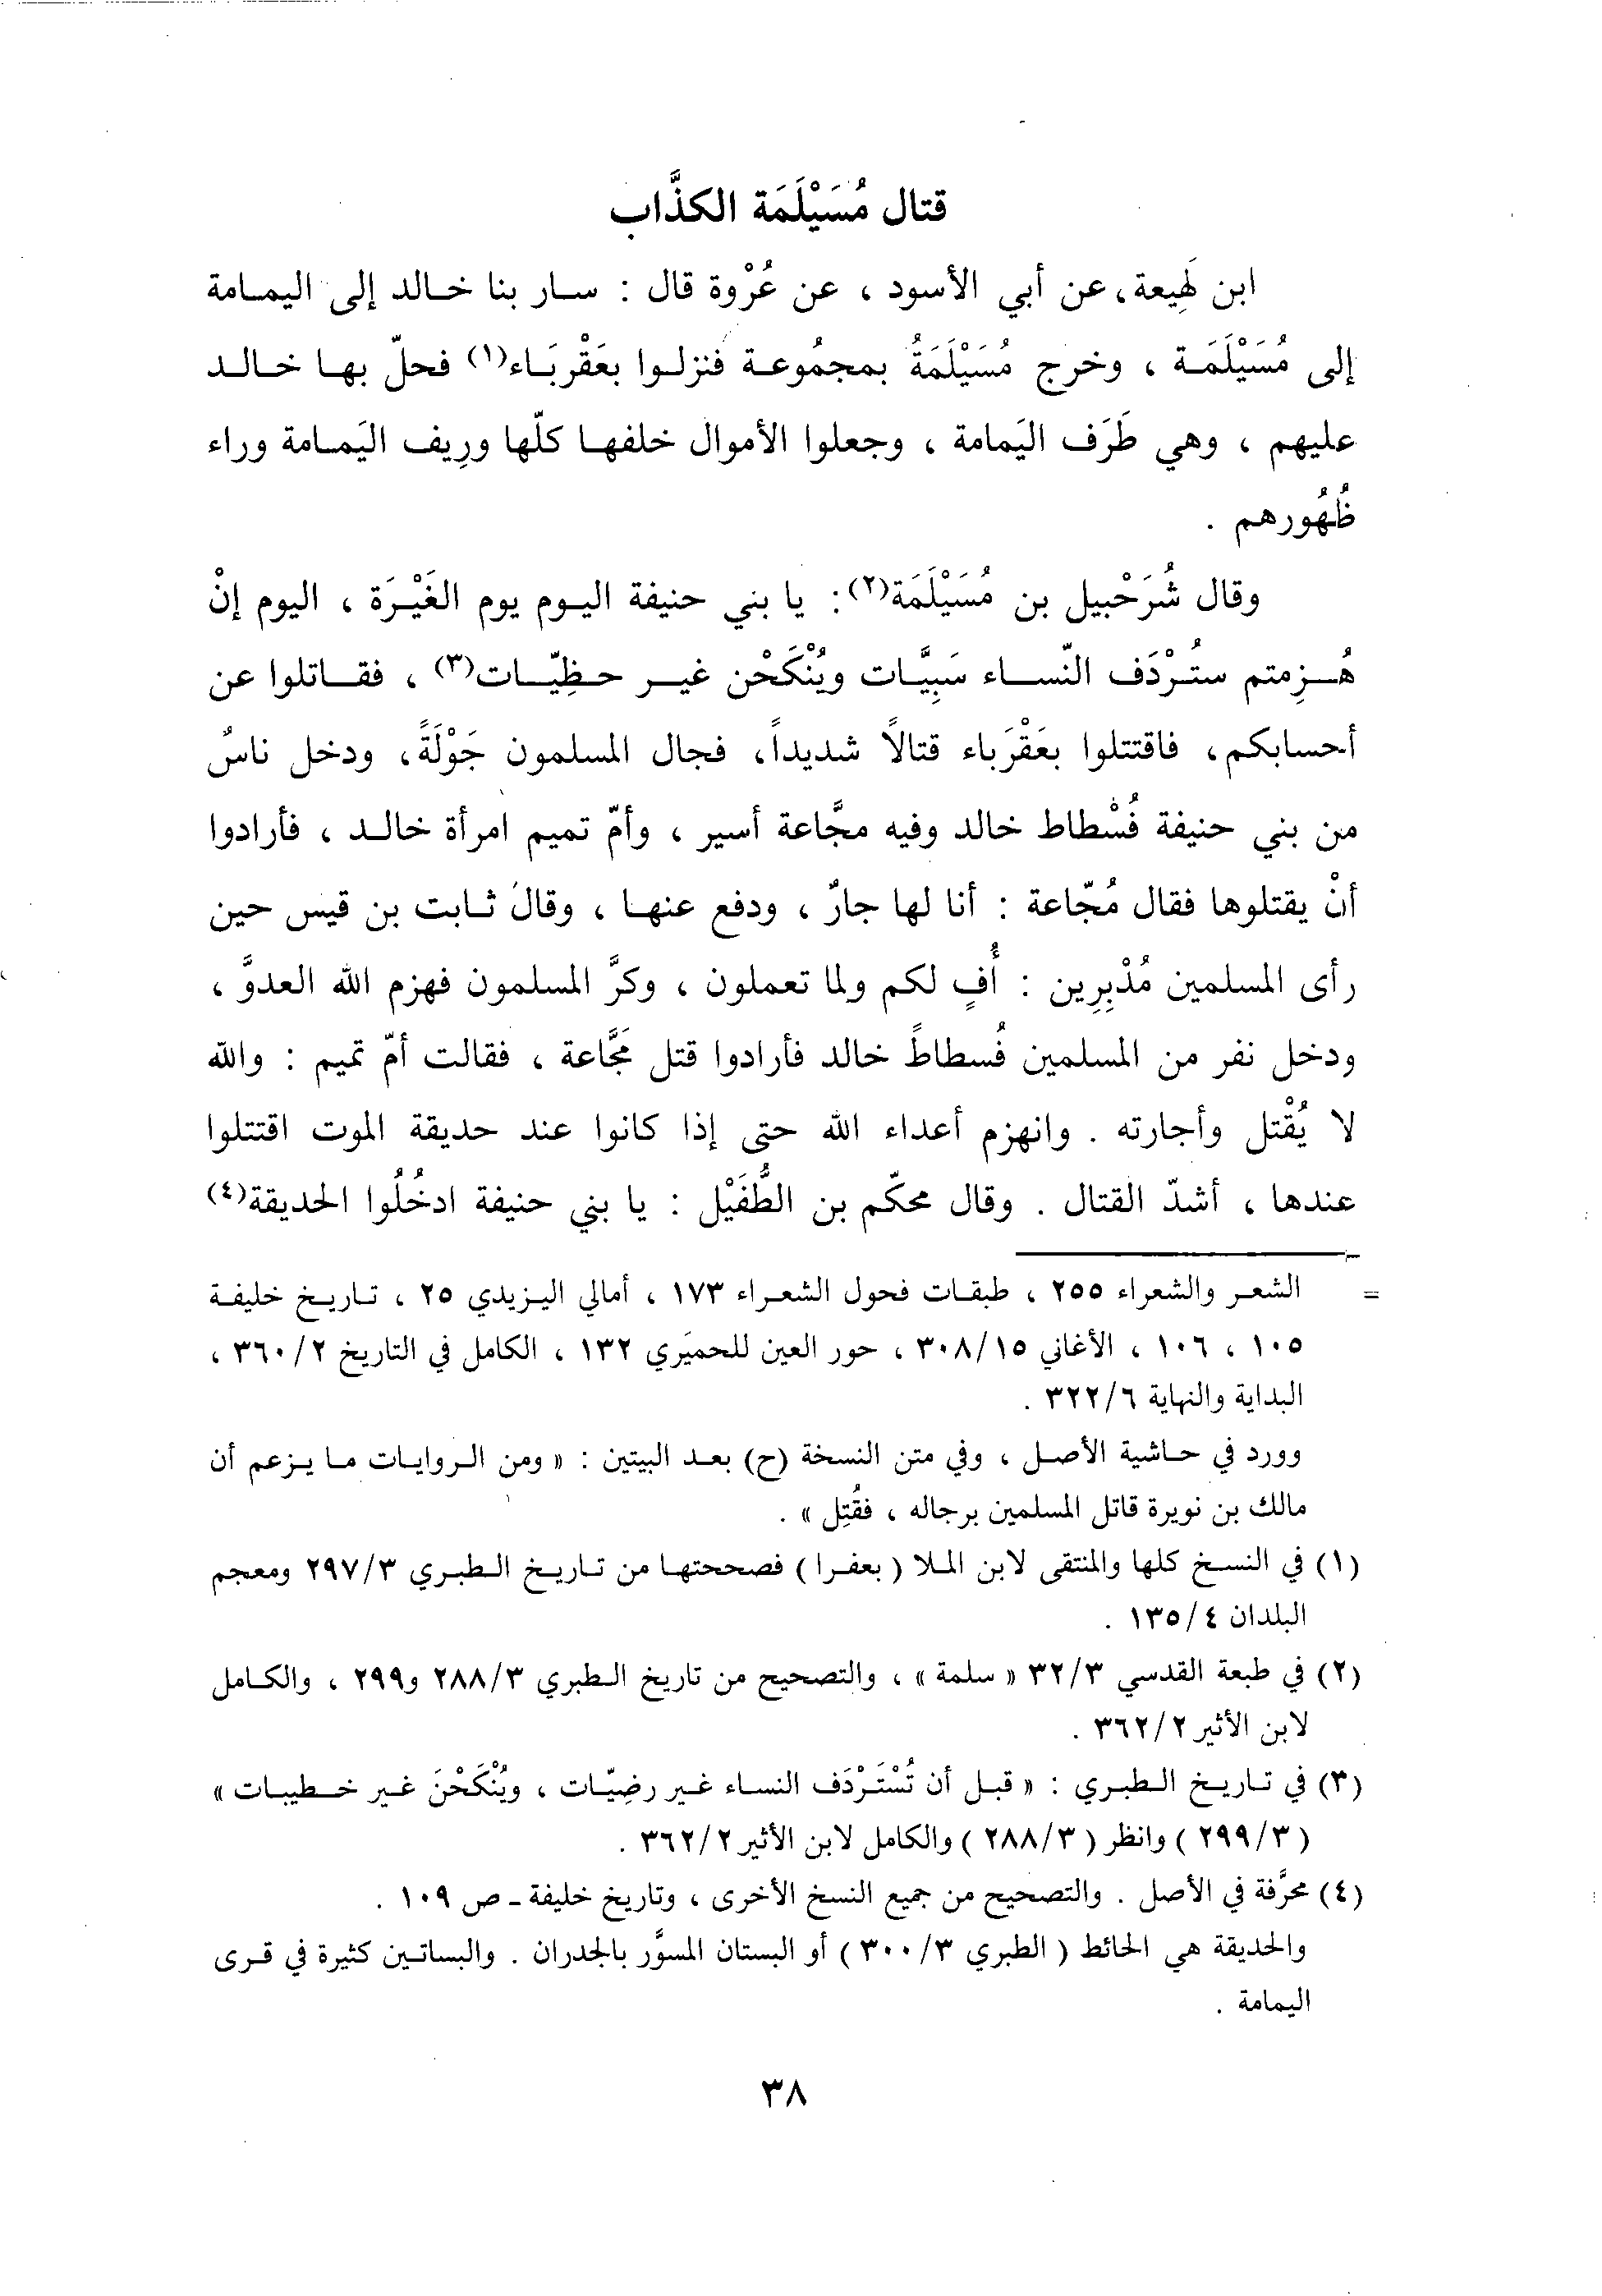 قتال مُسَيْلَمَة الكذَّاب
ابن لَهِيعة، عن أبي الأسود ، عن عُرْوة قال : سار بنا خالد إلى اليمامة
إلى مُسَيْلَمَة ، وخرج مُسَيْلَمَةُ بمجمُوعة فنزلوا بعَقْرَبَاء(١) فحلّ بها خالد
عليهم ، وهي طَرَف اليَمامة ، وجعلوا الأموال خلفها كلّها ورِيف اليَمامة وراء
ظُهُورهم .
وقال شُرَحْبيل بن مُسَيْلَمَة(٢): يا بني حنيفة اليوم يوم الغَيْرَة ، اليوم إنْ
هُزِمتم ستُرْدَف النّساء سَبِيَّات ويُنْكَحْن غير حظِيّات(٣) ، فقاتلوا عن
أحسابكم، فاقتتلوا بعَقْرَباء قتالاً شديداً، فجال المسلمون جَوْلَةً، ودخل ناسٌ
من بني حنيفة فُسْطاط خالد وفيه مجَّاعة أسير ، وأمّ تميم امرأة خالد ، فأرادوا
أنْ يقتلوها فقال مُجّاعة : أنا لها جارٌ ، ودفع عنها ، وقالَ ثابت بن قيس حين
رأى المسلمين مُدْبِرِين : أُفٍ لكم ولما تعملون ، وكرَّ المسلمون فهزم الله العدوَّ ،
ودخل نفر من المسلمين فُسطاطَ خالد فأرادوا قتل مَجَّاعة ، فقالت أمّ تميم : والله
لا يُقْتل وأجارته . وانهزم أعداء الله حتى إذا كانوا عند حديقة الموت اقتتلوا
عندها ، أشدّ القتال . وقال محكّم بن الطُّفَيْل : يا بني حنيفة ادخُلُوا الحديقة(٤)
= الشعر والشعراء ٢٥٥ ، طبقات فحول الشعراء ١٧٣ ، أمالي اليزيدي ٢٥ ، تاريخ خليفة
١٠٥ ، ١٠٦ ، الأغاني ٣٠٨/١٥ ، حور العين للحميَري ١٣٢ ، الكامل في التاريخ ٣٦٠/٢ ،
البداية والنهاية ٣٢٢/٦ .
وورد في حاشية الأصل ، وفي متن النسخة (ح) بعد البيتين : « ومن الروايات ما يزعم أن
مالك بن نويرة قاتل المسلمين برجاله ، فقُتِل » .
(١) في النسخ كلها والمنتقى لابن الملا ( بعفرا ) فصححتها من تاريخ الطبري ٢٩٧/٣ ومعجم
البلدان ١٣٥/٤ .
(٢) في طبعة القدسي ٣٢/٣ « سلمة » ، والتصحيح من تاريخ الطبري ٢٨٨/٣ و٢٩٩ ، والكامل
لابن الأثير ٣٦٢/٢ .
(٣) في تاريخ الطبري : « قبل أن تُسْتَرْدَف النساء غير رضِيّات ، ويُنْكَحْنَ غير خطيبات »
( ٢٩٩/٣ ) وانظر ( ٢٨٨/٣ ) والكامل لابن الأثير ٣٦٢/٢ .
(٤) محرَّفة في الأصل . والتصحيح من جميع النسخ الأخرى ، وتاريخ خليفة ـ ص ١٠٩ .
والحديقة هي الحائط ( الطبري ٣٠٠/٣ ) أو البستان المسوَّر بالجدران . والبساتين كثيرة في قرى
اليمامة .
٣٨